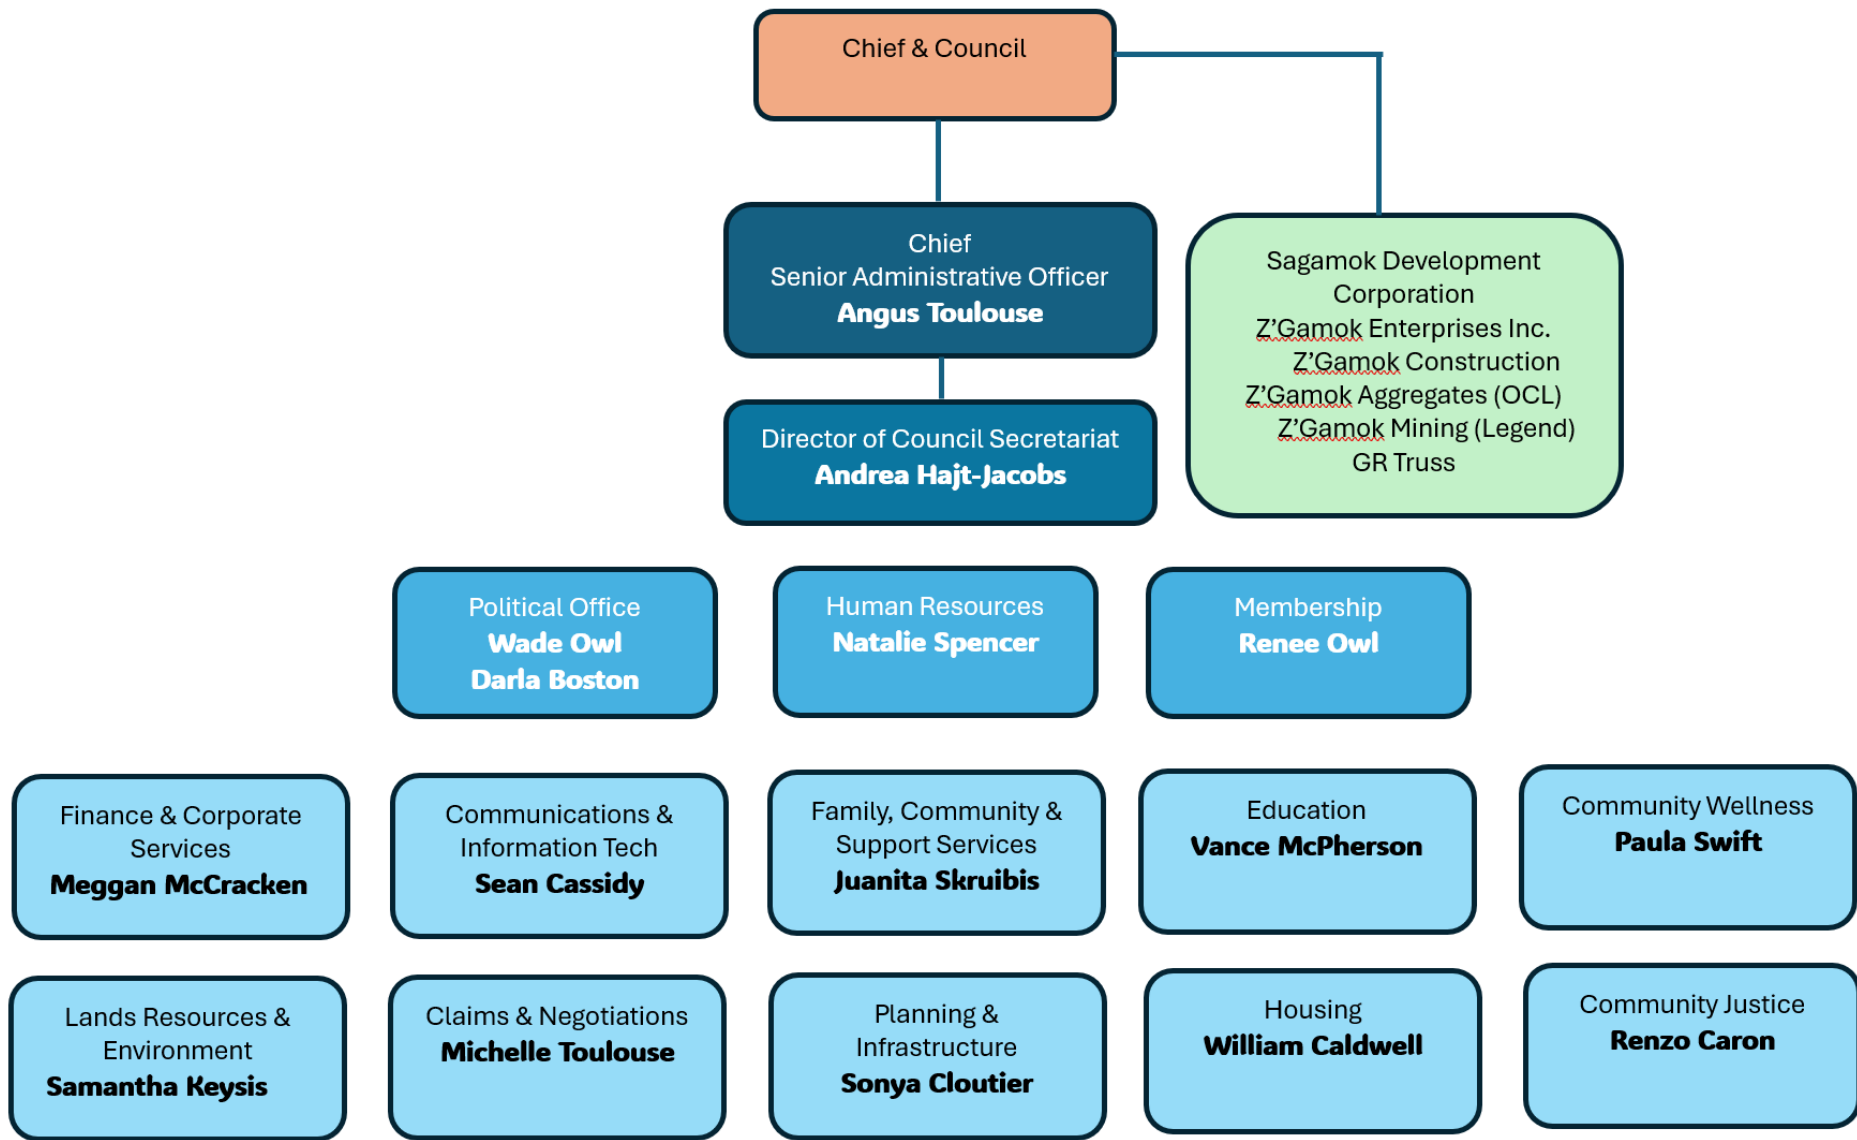 Chief & Council
Chief
Senior Administrative Officer
Angus Toulouse
Sagamok Development
Corporation
Z’Gamok Enterprises Inc.
Z’Gamok Construction
Z’Gamok Aggregates (OCL)
Z’Gamok Mining (Legend)
GR Truss
Director of Council Secretariat
Andrea Hajt-Jacobs
Political Office
Wade Owl
Darla Boston
Human Resources
Natalie Spencer
Membership
Renee Owl
Finance & Corporate
Services
Meggan McCracken
Communications &
Information Tech
Sean Cassidy
Family, Community &
Support Services
Juanita Skruibis
Education
Vance McPherson
Community Wellness
Paula Swift
Lands Resources &
Environment
Samantha Keysis
Claims & Negotiations
Michelle Toulouse
Planning &
Infrastructure
Sonya Cloutier
Housing
William Caldwell
Community Justice
Renzo Caron